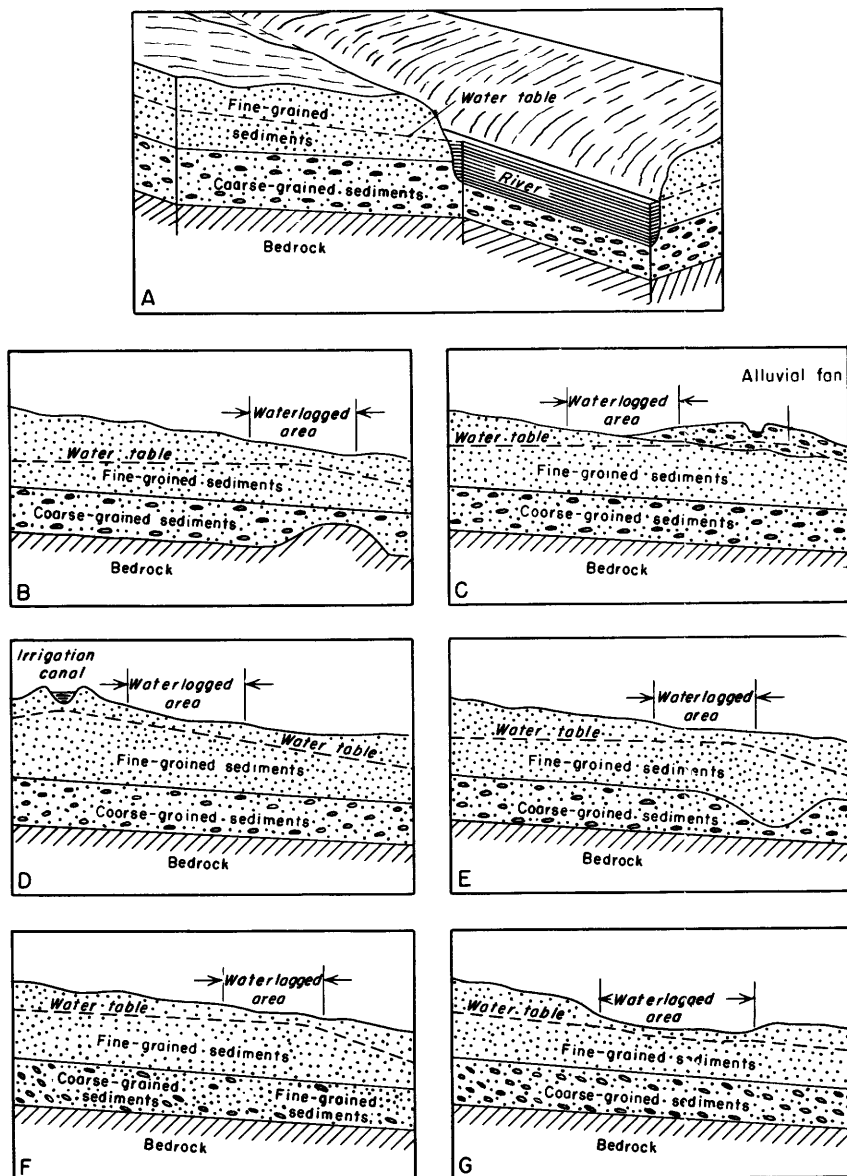 Fine-grained
sediments
Water table
Coarse-grained sediments
River
Bedrock
A
Waterlogged
area
Water table
Fine-grained sediments
Coarse-grained sediments
Bedrock
B
Alluvial fan
Waterlogged
area
Water table
Fine-grained sediments
Coarse-grained sediments
Bedrock
C
Irrigation
canal
Waterlogged
area
Water table
Fine-grained sediments
Coarse-grained sediments
Bedrock
D
Waterlogged
area
Water table
Fine-grained sediments
Coarse-grained sediments
Bedrock
E
Waterlogged
area
Water table
Fine-grained sediments
Coarse-grained
sediments
Fine-grained
sediments
Bedrock
F
Waterlogged
area
Water table
Fine-grained sediments
Coarse-grained sediments
Bedrock
G